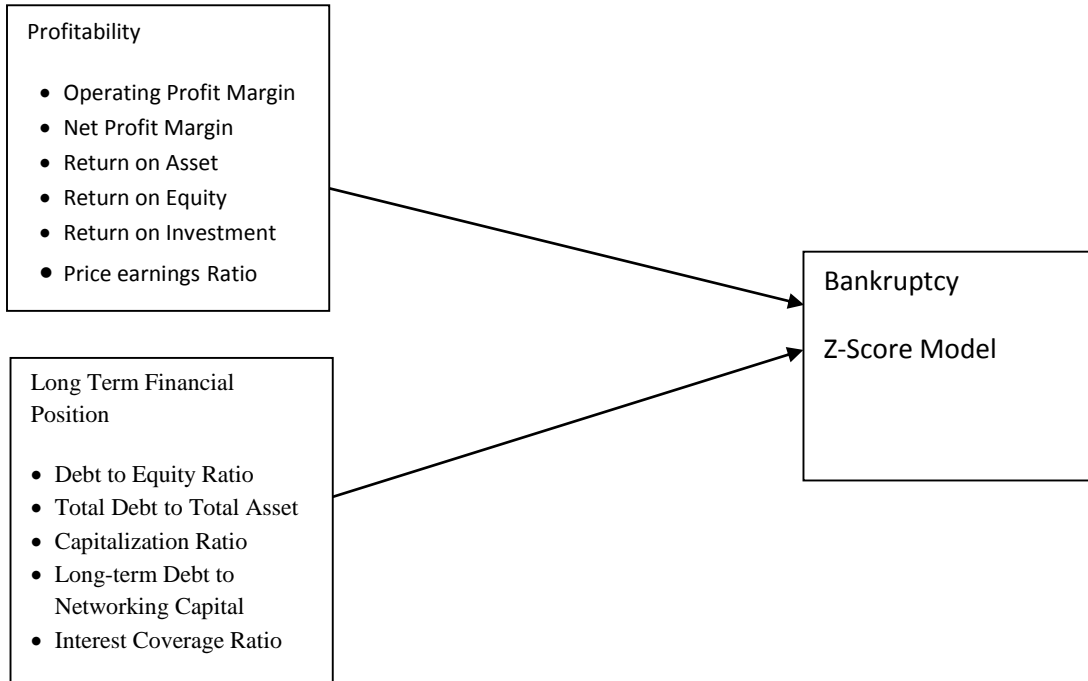 Profitability
• Operating Profit Margin
• Net Profit Margin
• Return on Asset
• Return on Equity
• Return on Investment
• Price earnings Ratio
Long Term Financial
Position
• Debt to Equity Ratio
• Total Debt to Total Asset
• Capitalization Ratio
• Long-term Debt to
Networking Capital
• Interest Coverage Ratio
Bankruptcy
Z-Score Model